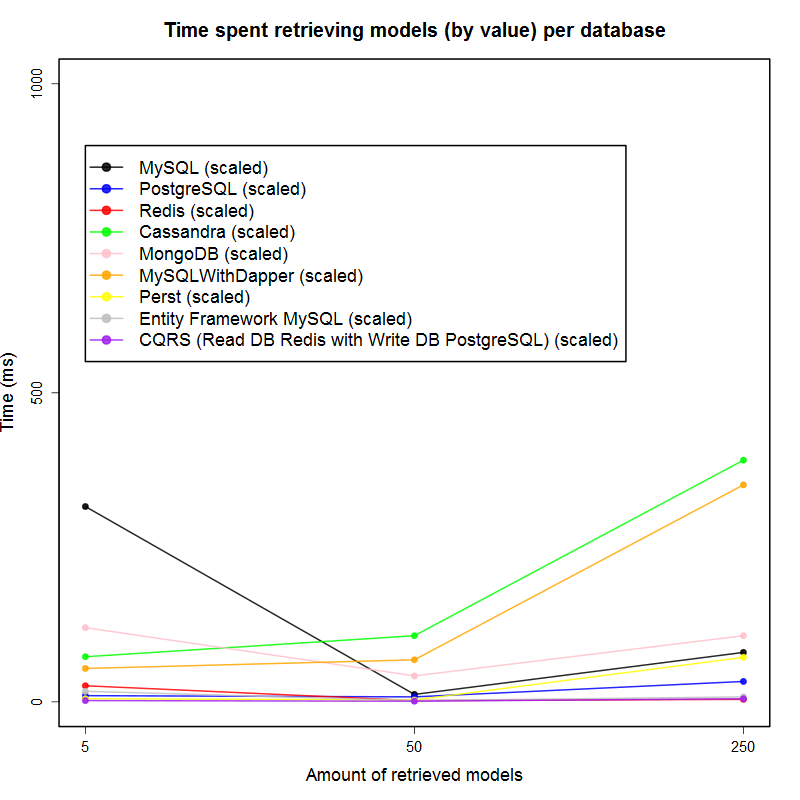 Time spent retrieving models (by value) per database
1000
500
0
Time (ms)
MySQL (scaled)
PostgreSQL (scaled)
Redis (scaled)
Cassandra (scaled)
MongoDB (scaled)
MySQLWithDapper (scaled)
Perst (scaled)
Entity Framework MySQL (scaled)
CQRS (Read DB Redis with Write DB PostgreSQL) (scaled)
5 50 250
Amount of retrieved models